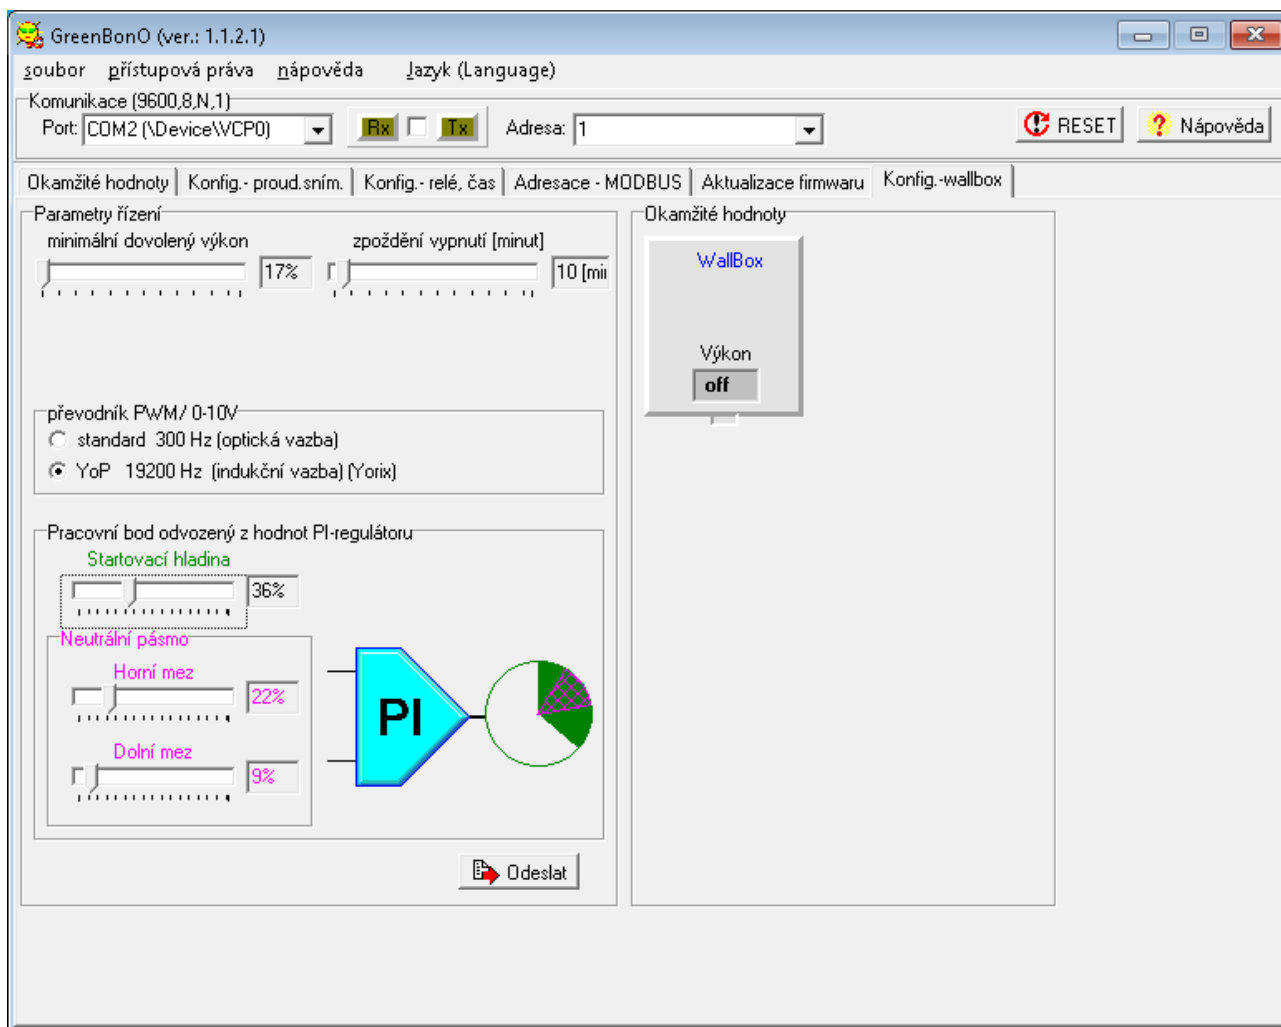 GreenBonO (ver.: 1.1.2.1)
soubor přístupová práva nápověda Jazyk (Language)
Komunikace (9600,8,N,1)
Port: COM2 (\Device\VCP0) Rx Tx Adresa: 1 RESET ? Nápověda
Okamžité hodnoty Konfig.- proud.sním. Konfig.- relé, čas Adresace - MODBUS Aktualizace firmwaru Konfig.-wallbox
Parametry řízení
minimální dovolený výkon zpoždění vypnutí [minut]
17% 10 [mi
převodník PWM/ 0-10V
standard 300 Hz (optická vazba)
YoP 19200 Hz (indukční vazba) (Yorix)
Pracovní bod odvozený z hodnot PI-regulátoru
Startovací hladina
36%
Neutrální pásmo
Horní mez
22%
Dolní mez
9%
PI
Odeslat
Okamžité hodnoty
WallBox
Výkon
off